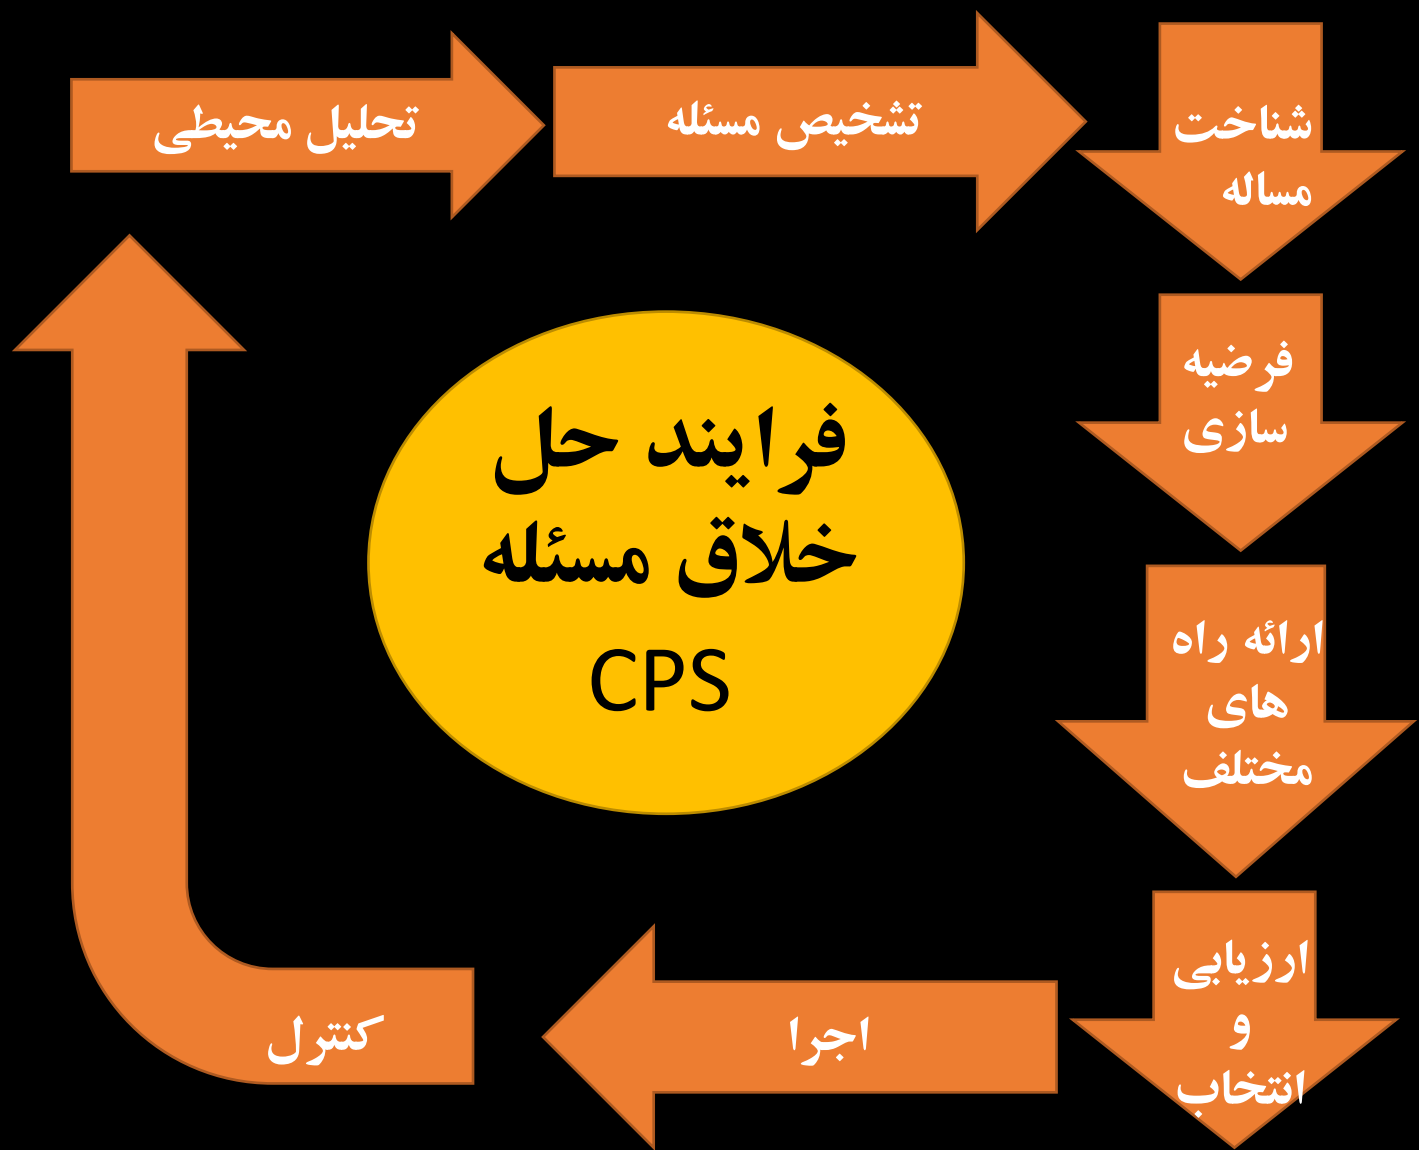 تحلیل محیطی
تشخیص مسئله
شناخت
مساله
فرضیه
سازی
ارائه راه
های
مختلف
ارزیابی
و
انتخاب
اجرا
کنترل
فرایند حل
خلاق مسئله
CPS